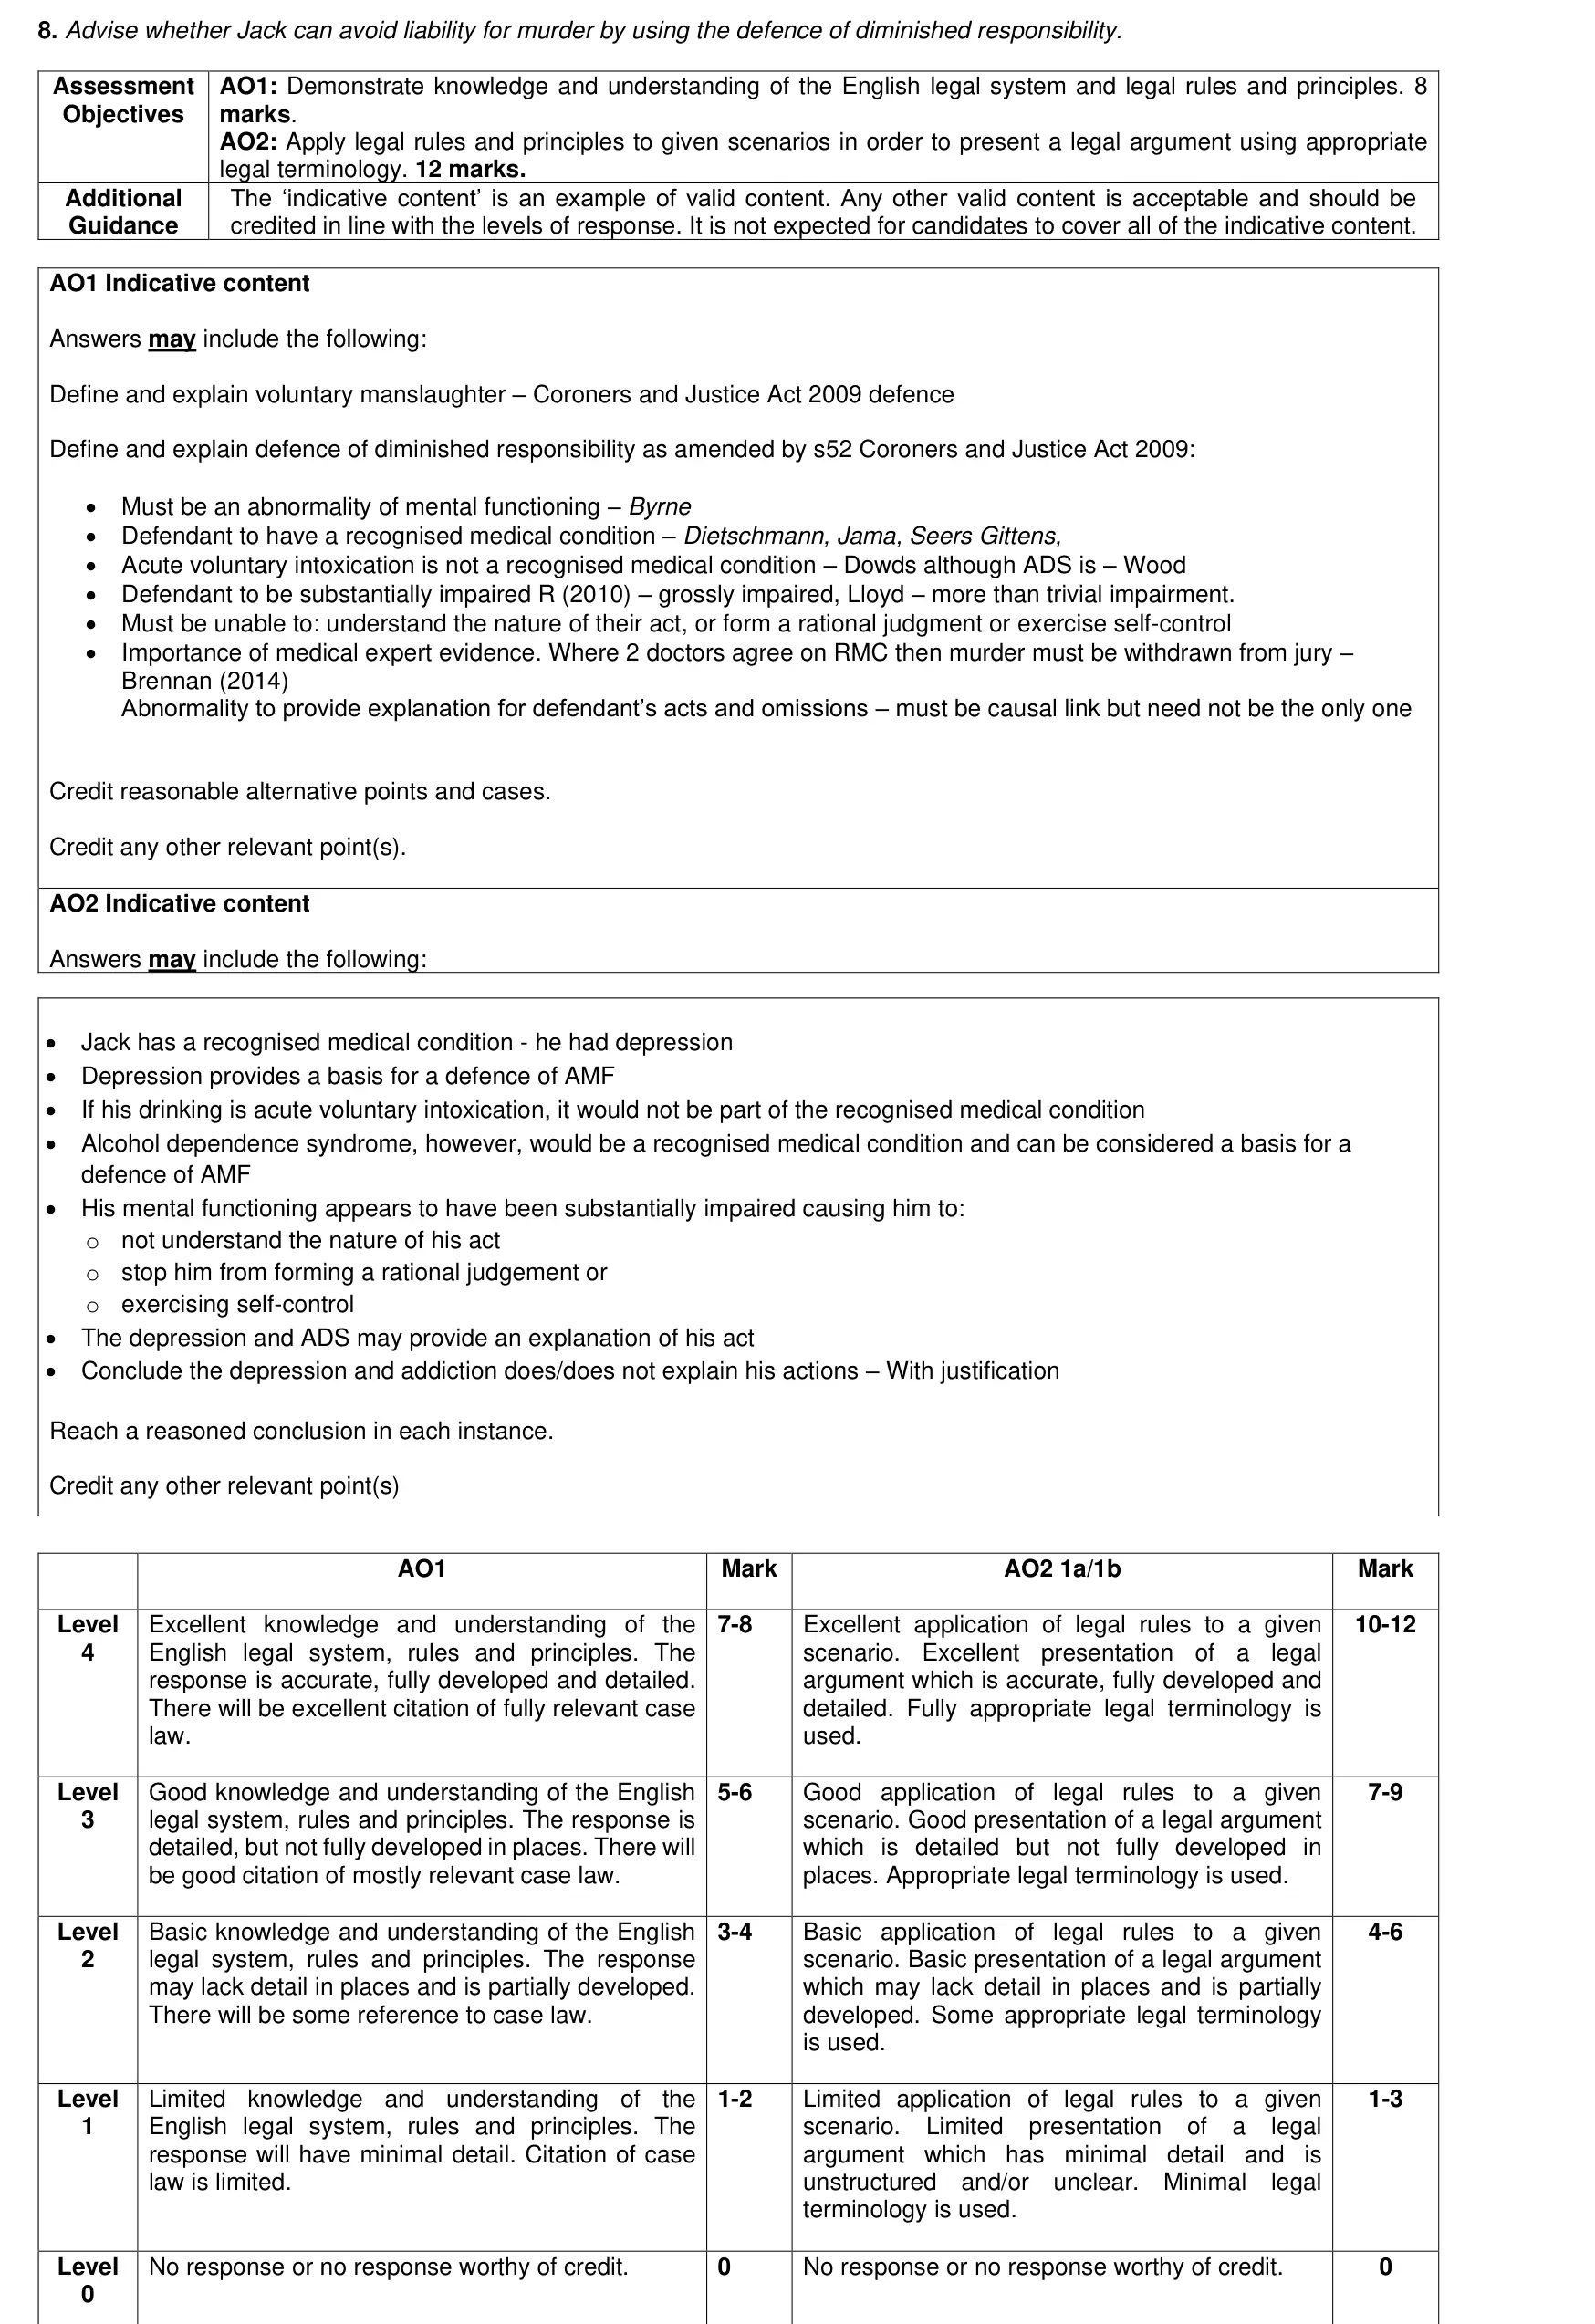 8. Advise whether Jack can avoid liability for murder by using the defence of diminished responsibility.
Assessment Objectives
AO1: Demonstrate knowledge and understanding of the English legal system and legal rules and principles. 8
marks.
AO2: Apply legal rules and principles to given scenarios in order to present a legal argument using appropriate
legal terminology. 12 marks.
Additional Guidance
The ‘indicative content’ is an example of valid content. Any other valid content is acceptable and should be
credited in line with the levels of response. It is not expected for candidates to cover all of the indicative content.
AO1 Indicative content
Answers may include the following:
Define and explain voluntary manslaughter – Coroners and Justice Act 2009 defence
Define and explain defence of diminished responsibility as amended by s52 Coroners and Justice Act 2009:
• Must be an abnormality of mental functioning – Byrne
• Defendant to have a recognised medical condition – Dietschmann, Jama, Seers Gittens,
• Acute voluntary intoxication is not a recognised medical condition – Dowds although ADS is – Wood
• Defendant to be substantially impaired R (2010) – grossly impaired, Lloyd – more than trivial impairment.
• Must be unable to: understand the nature of their act, or form a rational judgment or exercise self-control
• Importance of medical expert evidence. Where 2 doctors agree on RMC then murder must be withdrawn from jury –
Brennan (2014)
Abnormality to provide explanation for defendant’s acts and omissions – must be causal link but need not be the only one
Credit reasonable alternative points and cases.
Credit any other relevant point(s).
AO2 Indicative content
Answers may include the following:
• Jack has a recognised medical condition - he had depression
• Depression provides a basis for a defence of AMF
• If his drinking is acute voluntary intoxication, it would not be part of the recognised medical condition
• Alcohol dependence syndrome, however, would be a recognised medical condition and can be considered a basis for a
defence of AMF
• His mental functioning appears to have been substantially impaired causing him to:
o not understand the nature of his act
o stop him from forming a rational judgement or
o exercising self-control
• The depression and ADS may provide an explanation of his act
• Conclude the depression and addiction does/does not explain his actions – With justification
Reach a reasoned conclusion in each instance.
Credit any other relevant point(s)
AO1 Mark AO2 1a/1b Mark
Level
4
Excellent knowledge and understanding of the
English legal system, rules and principles. The
response is accurate, fully developed and detailed.
There will be excellent citation of fully relevant case
law.
7-8
Excellent application of legal rules to a given
scenario. Excellent presentation of a legal
argument which is accurate, fully developed and
detailed. Fully appropriate legal terminology is
used.
10-12
Level
3
Good knowledge and understanding of the English
legal system, rules and principles. The response is
detailed, but not fully developed in places. There will
be good citation of mostly relevant case law.
5-6
Good application of legal rules to a given
scenario. Good presentation of a legal argument
which is detailed but not fully developed in
places. Appropriate legal terminology is used.
7-9
Level
2
Basic knowledge and understanding of the English
legal system, rules and principles. The response
may lack detail in places and is partially developed.
There will be some reference to case law.
3-4
Basic application of legal rules to a given
scenario. Basic presentation of a legal argument
which may lack detail in places and is partially
developed. Some appropriate legal terminology
is used.
4-6
Level
1
Limited knowledge and understanding of the
English legal system, rules and principles. The
response will have minimal detail. Citation of case
law is limited.
1-2
Limited application of legal rules to a given
scenario. Limited presentation of a legal
argument which has minimal detail and is
unstructured and/or unclear. Minimal legal
terminology is used.
1-3
Level
0
No response or no response worthy of credit.
0
No response or no response worthy of credit.
0